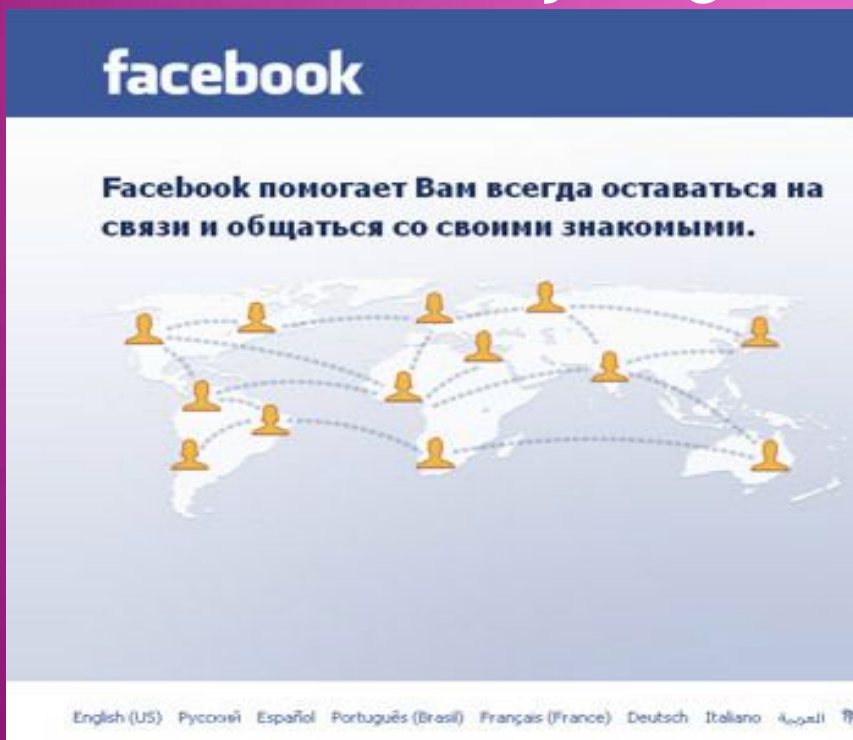 facebook
Facebook помогает Вам всегда оставаться на
связи и общаться со своими знакомыми.
English (US) Русский Español Português (Brasil) Français (France) Deutsch Italiano العربية